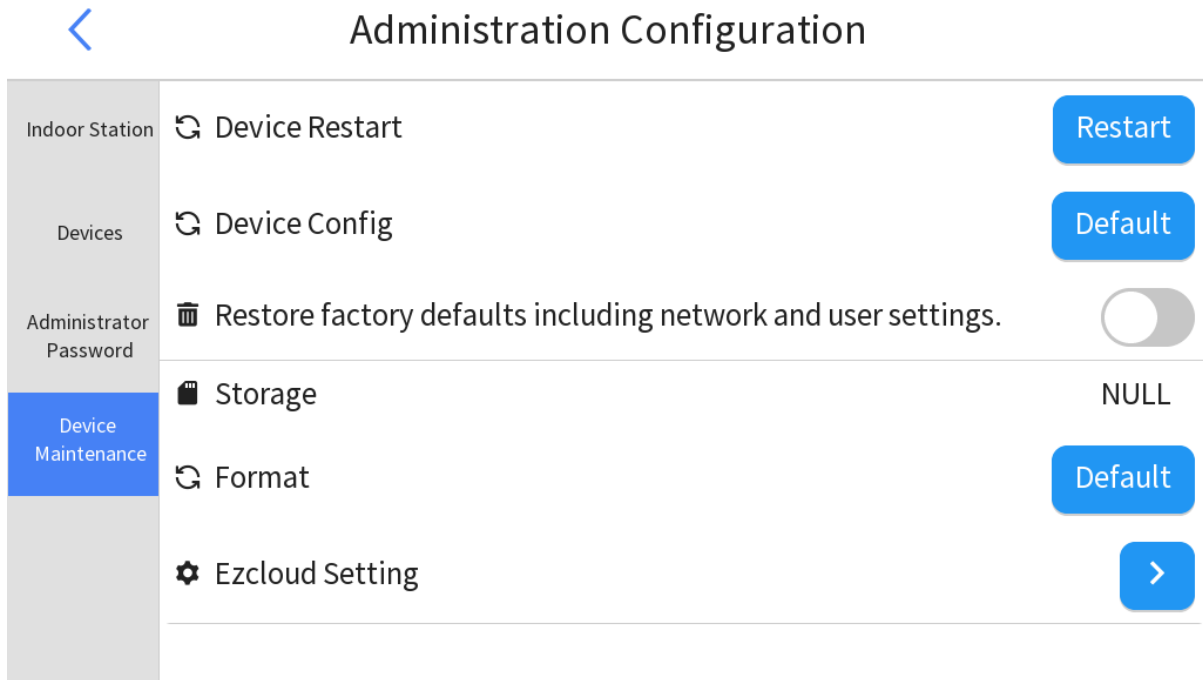 Administration Configuration
Indoor Station
Devices
Administrator
Password
Device
Maintenance
Device Restart
Restart
Device Config
Default
Restore factory defaults including network and user settings.
Storage
NULL
Format
Default
Ezcloud Setting